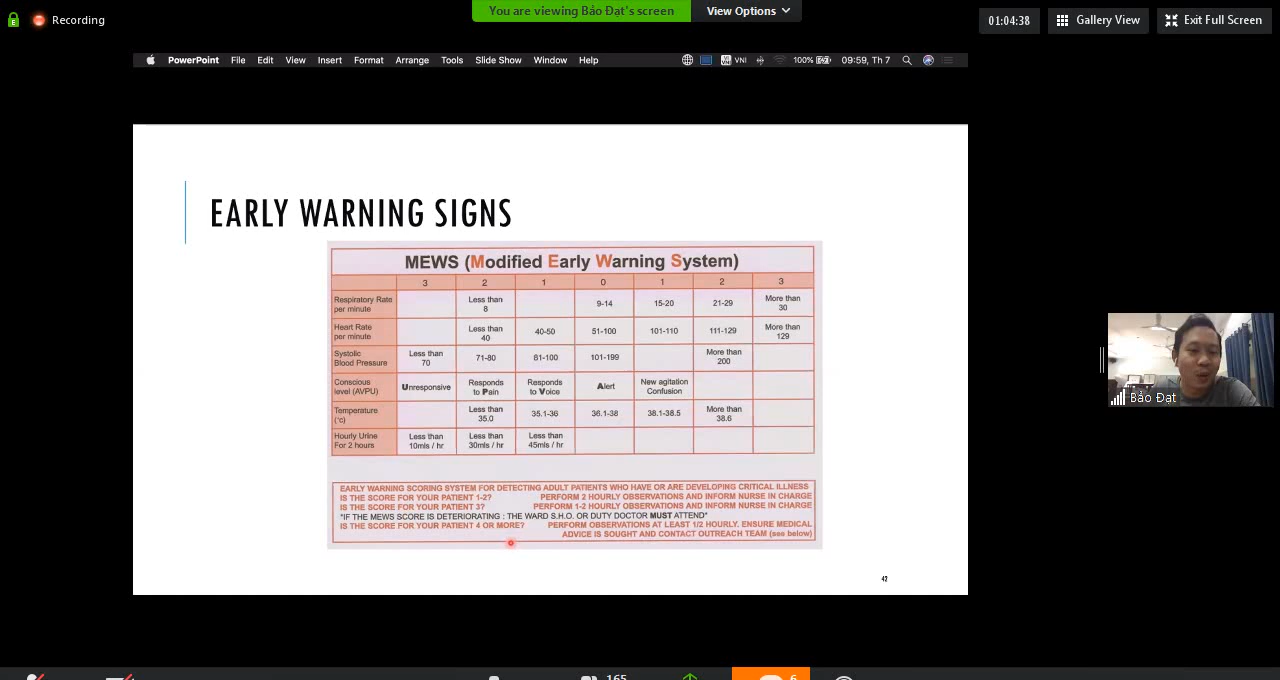 Recording
You are viewing Bảo Đạt's screen
View Options
01:04:38
Gallery View
Exit Full Screen
PowerPoint File Edit View Insert Format Arrange Tools Slide Show Window Help
VNI 100% 09:59, Th 7
EARLY WARNING SIGNS
MEWS (Modified Early Warning System)
3 2 1 0 1 2 3
Respiratory Rate per minute Less than 8 9-14 15-20 21-29 More than 30
Heart Rate per minute Less than 40 40-50 51-100 101-110 111-129 More than 129
Systolic Blood Pressure Less than 70 71-80 81-100 101-199 More than 200
Conscious level (AVPU) Unresponsive Responds to Pain Responds to Voice Alert New agitation Confusion
Temperature (°c) Less than 35.0 35.1-36 36.1-38 38.1-38.5 More than 38.6
Hourly Urine For 2 hours Less than 10mls / hr Less than 30mls / hr Less than 45mls / hr
EARLY WARNING SCORING SYSTEM FOR DETECTING ADULT PATIENTS WHO HAVE OR ARE DEVELOPING CRITICAL ILLNESS
IS THE SCORE FOR YOUR PATIENT 1-2? PERFORM 2 HOURLY OBSERVATIONS AND INFORM NURSE IN CHARGE
IS THE SCORE FOR YOUR PATIENT 3? PERFORM 1-2 HOURLY OBSERVATIONS AND INFORM NURSE IN CHARGE
*IF THE MEWS SCORE IS DETERIORATING : THE WARD S.H.O. OR DUTY DOCTOR MUST ATTEND*
IS THE SCORE FOR YOUR PATIENT 4 OR MORE? PERFORM OBSERVATIONS AT LEAST 1/2 HOURLY. ENSURE MEDICAL
ADVICE IS SOUGHT AND CONTACT OUTREACH TEAM (see below)
42
Bảo Đạt
165
6